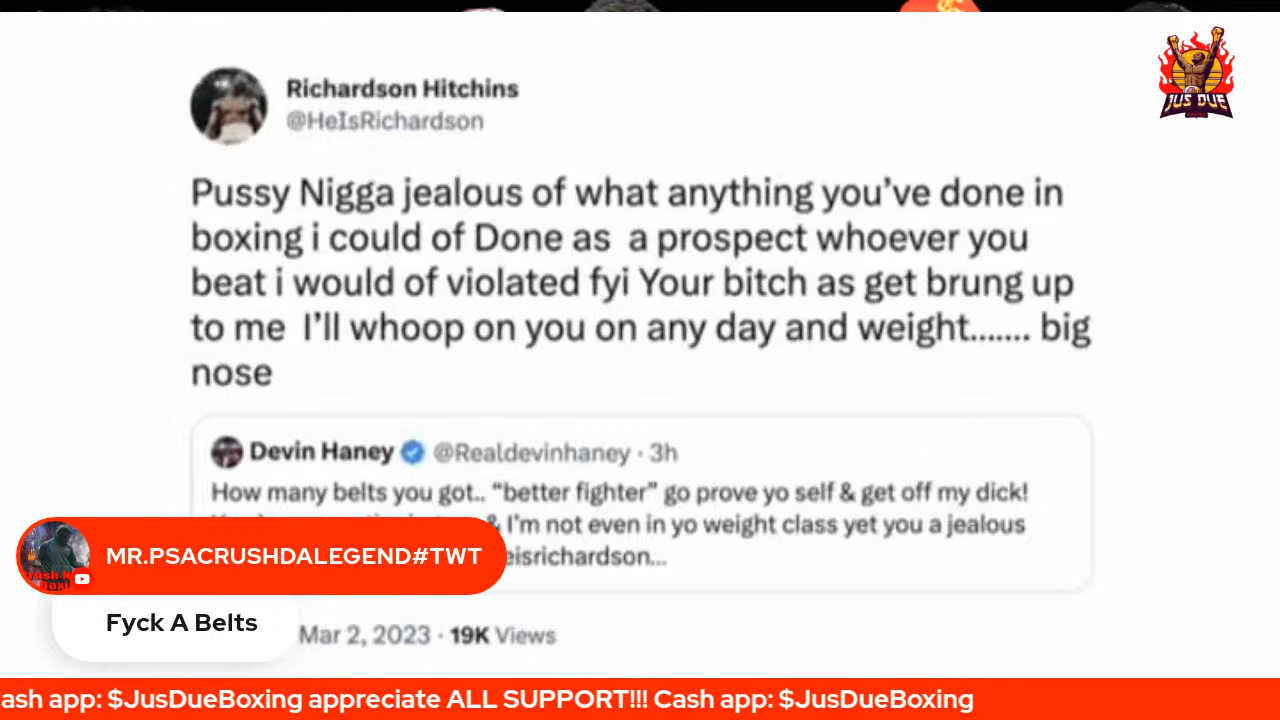 JUS DUE
Richardson Hitchins
@HeIsRichardson
Pussy Nigga jealous of what anything you've done in
boxing i could of Done as a prospect whoever you
beat i would of violated fyi Your bitch as get brung up
to me I'll whoop on you on any day and weight....... big
nose
Devin Haney @Realdevinhaney · 3h
How many belts you got.. “better fighter” go prove yo self & get off my dick!
& I'm not even in yo weight class yet you a jealous
eisrichardson...
MR.PSACRUSHDALEGEND#TWT
Fyck A Belts
Mar 2, 2023 · 19K Views
ash app: $JusDueBoxing appreciate ALL SUPPORT!!! Cash app: $JusDueBoxing